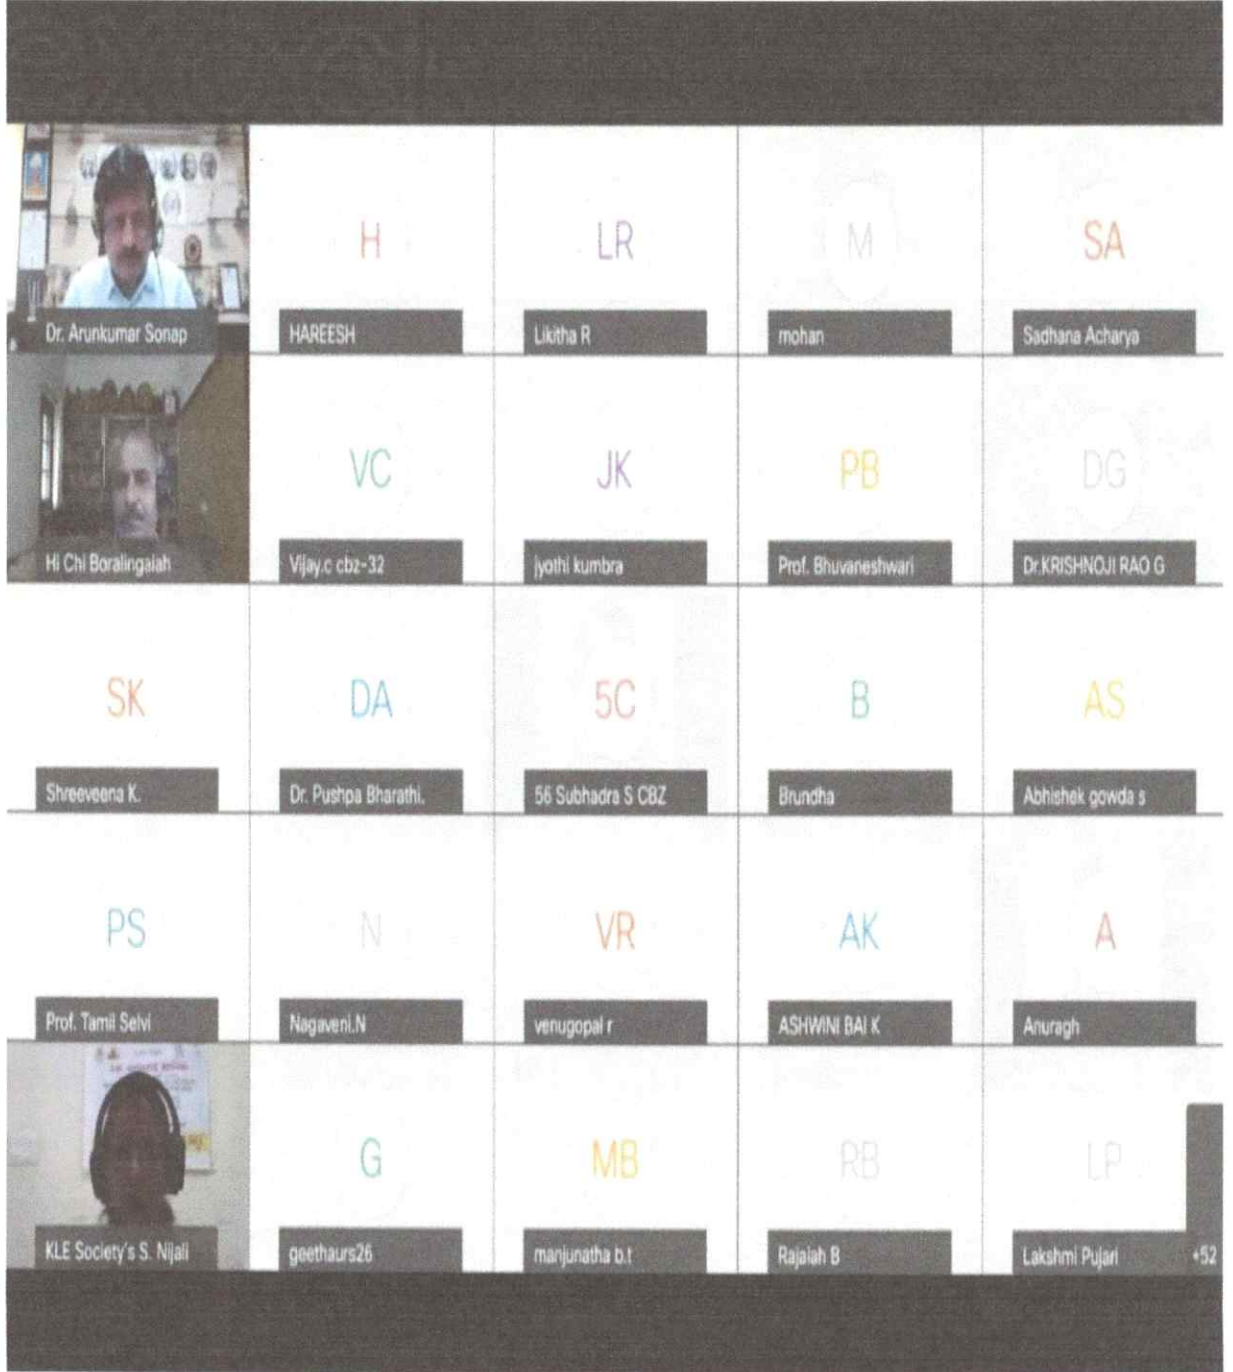 H
LR
M
SA
Dr. Arunkumar Sonap
HAREESH
Likitha R
mohan
Sadhana Acharya
VC
JK
PB
DG
Hi Chi Boralingaiah
Vijay.c cbz-32
jyothi kumbra
Prof. Bhuvaneshwari
Dr.KRISHNOJI RAO G
SK
DA
5C
B
AS
Shreeveena K.
Dr. Pushpa Bharathi.
56 Subhadra S CBZ
Brundha
Abhishek gowda s
PS
N
VR
AK
A
Prof. Tamil Selvi
Nagaveni.N
venugopal r
ASHWINI BAI K
Anuragh
G
MB
RB
LP
KLE Society's S. Nijali
geethaurs26
manjunatha b.t
Rajaiah B
Lakshmi Pujari
+52